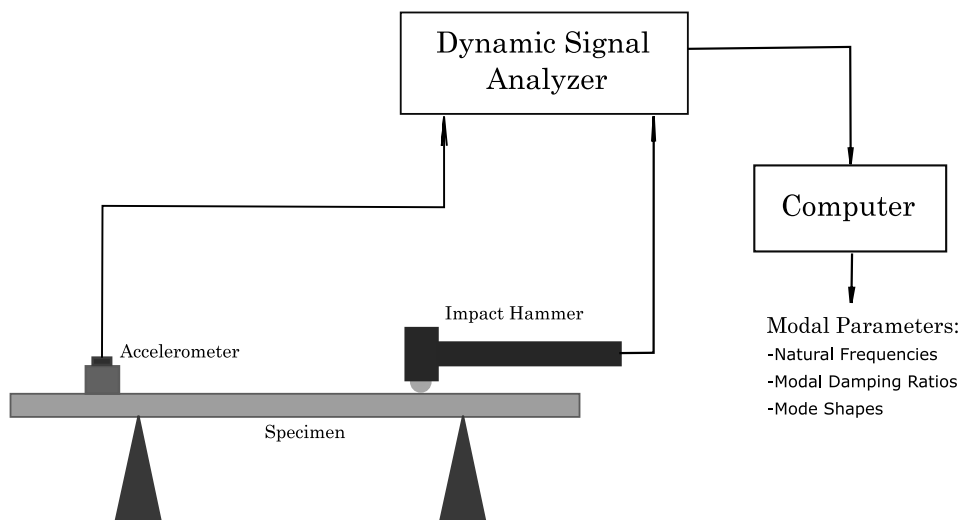 Dynamic Signal
Analyzer
Computer
Impact Hammer
Accelerometer
Specimen
Modal Parameters:
-Natural Frequencies
-Modal Damping Ratios
-Mode Shapes